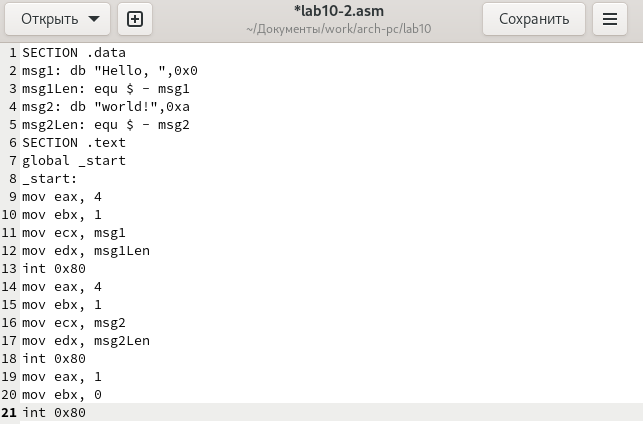 Открыть
*lab10-2.asm
~/Документы/work/arch-pc/lab10
Сохранить
1 SECTION .data
2 msg1: db "Hello, ",0x0
3 msg1Len: equ $ - msg1
4 msg2: db "world!",0xa
5 msg2Len: equ $ - msg2
6 SECTION .text
7 global _start
8 _start:
9 mov eax, 4
10 mov ebx, 1
11 mov ecx, msg1
12 mov edx, msg1Len
13 int 0x80
14 mov eax, 4
15 mov ebx, 1
16 mov ecx, msg2
17 mov edx, msg2Len
18 int 0x80
19 mov eax, 1
20 mov ebx, 0
21 int 0x80